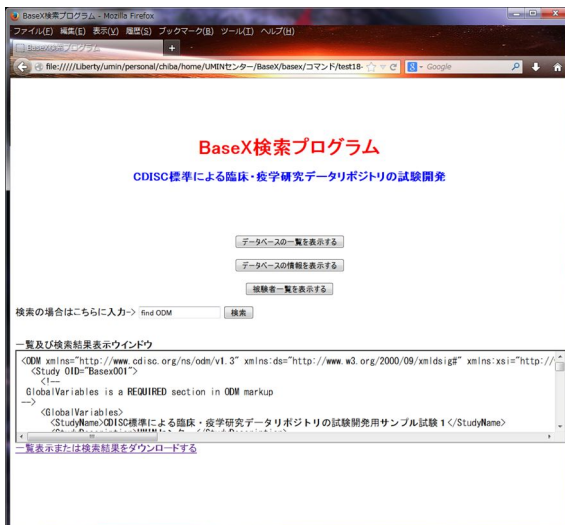 BaseX検索プログラム - Mozilla Firefox
ファイル(F) 編集(E) 表示(V) 履歴(S) ブックマーク(B) ツール(T) ヘルプ(H)
BaseX検索プログラム +
file://///Liberty/umin/personal/chiba/home/UMINセンター/BaseX/basex/コマンド/test18- Google
BaseX検索プログラム
CDISC標準による臨床・疫学研究データリポジトリの試験開発
データベースの一覧を表示する
データベースの情報を表示する
被験者一覧を表示する
検索の場合はこちらに入力-> find ODM 検索
一覧及び検索結果表示ウインドウ
<ODM xmlns="http://www.cdisc.org/ns/odm/v1.3" xmlns:ds="http://www.w3.org/2000/09/xmldsig#" xmlns:xsi="http://
<Study OID="Basex001">
<!--
GlobalVariables is a REQUIRED section in ODM markup
-->
<GlobalVariables>
<StudyName>CDISC標準による臨床・疫学研究データリポジトリの試験開発用サンプル試験１</StudyName>
一覧表示または検索結果をダウンロードする